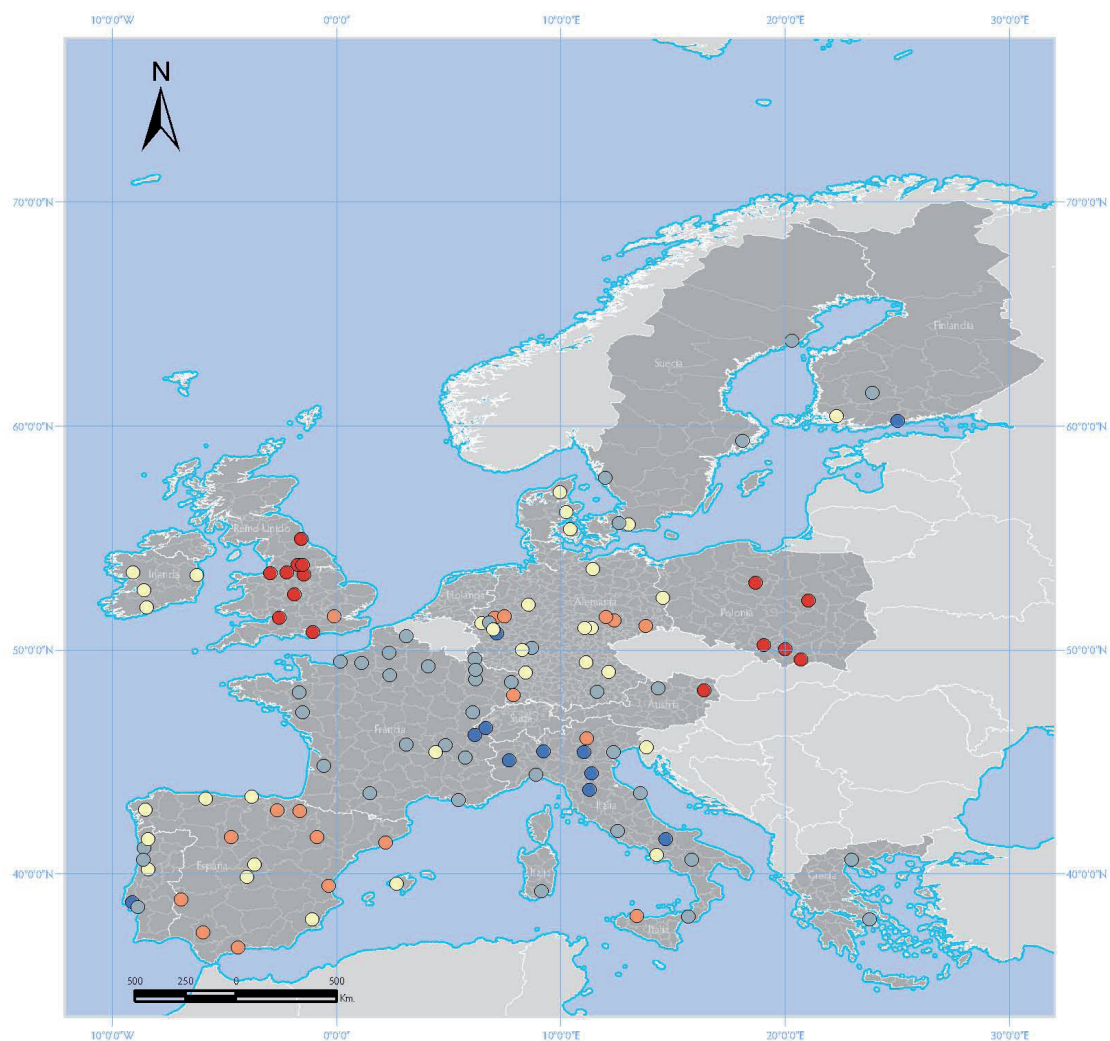 10°0'0"W 0°0'0"E 10°0'0"E 20°0'0"E 30°0'0"E
N
70°0'0"N 70°0'0"N
Finlandia
Suecia
60°0'0"N 60°0'0"N
Reino Unido
Irlanda
Holanda
Alemania
Polonia
50°0'0"N 50°0'0"N
Austria
Francia
Suiza
Italia
España
Italia
Grecia
40°0'0"N 40°0'0"N
Italia
500 250 0 500
Km.
10°0'0"W 0°0'0"E 10°0'0"E 20°0'0"E 30°0'0"E